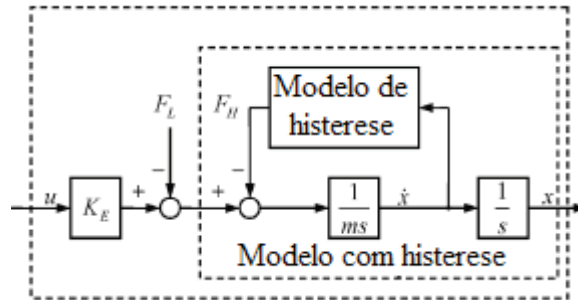 Modelo de
histerese
F_L
F_H
u
K_E
+
−
+
−
1
ms
ẋ
1
s
x
Modelo com histerese